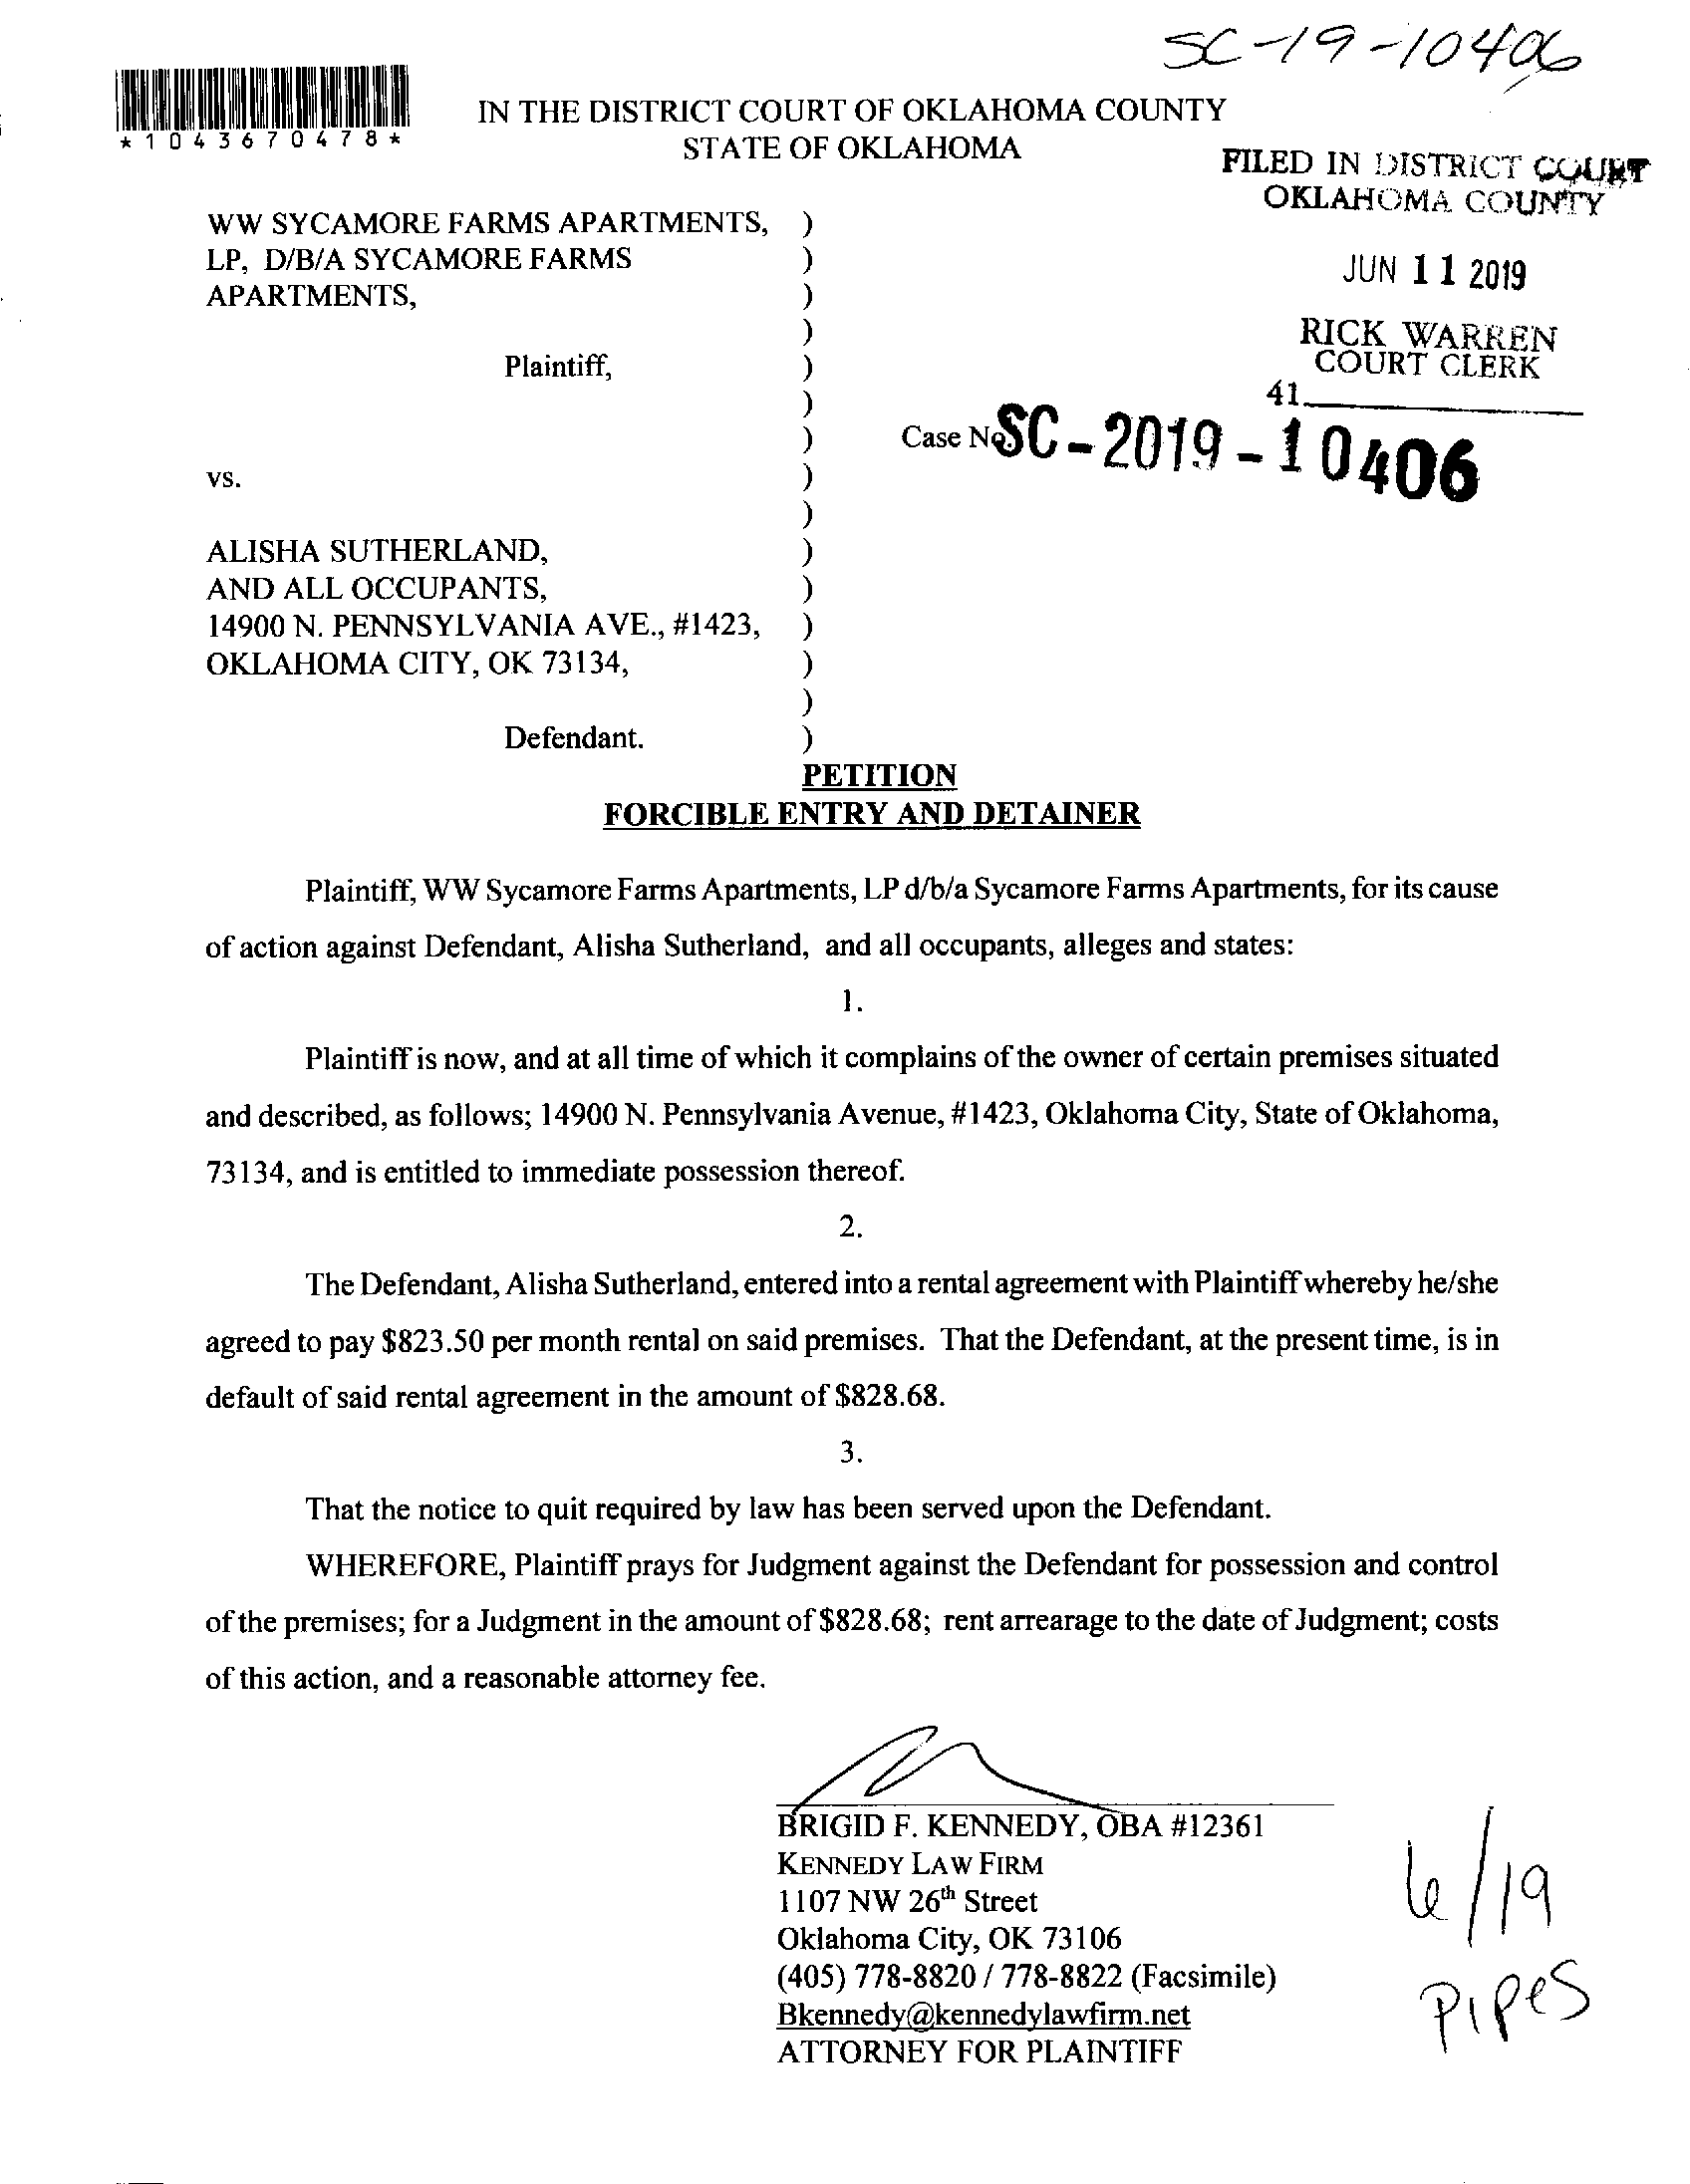 SC-19-10406
*1043670478*
IN THE DISTRICT COURT OF OKLAHOMA COUNTY
STATE OF OKLAHOMA
FILED IN DISTRICT COURT
OKLAHOMA COUNTY
JUN 11 2019
RICK WARREN
COURT CLERK
41
WW SYCAMORE FARMS APARTMENTS, )
LP, D/B/A SYCAMORE FARMS )
APARTMENTS, )
)
Plaintiff, )
)
) Case No. SC-2019-10406
vs. )
)
ALISHA SUTHERLAND, )
AND ALL OCCUPANTS, )
14900 N. PENNSYLVANIA AVE., #1423, )
OKLAHOMA CITY, OK 73134, )
)
Defendant. )
PETITION
FORCIBLE ENTRY AND DETAINER
Plaintiff, WW Sycamore Farms Apartments, LP d/b/a Sycamore Farms Apartments, for its cause
of action against Defendant, Alisha Sutherland, and all occupants, alleges and states:
1.
Plaintiff is now, and at all time of which it complains of the owner of certain premises situated
and described, as follows; 14900 N. Pennsylvania Avenue, #1423, Oklahoma City, State of Oklahoma,
73134, and is entitled to immediate possession thereof.
2.
The Defendant, Alisha Sutherland, entered into a rental agreement with Plaintiff whereby he/she
agreed to pay $823.50 per month rental on said premises. That the Defendant, at the present time, is in
default of said rental agreement in the amount of $828.68.
3.
That the notice to quit required by law has been served upon the Defendant.
WHEREFORE, Plaintiff prays for Judgment against the Defendant for possession and control
of the premises; for a Judgment in the amount of $828.68; rent arrearage to the date of Judgment; costs
of this action, and a reasonable attorney fee.
BRIGID F. KENNEDY, OBA #12361
KENNEDY LAW FIRM
1107 NW 26th Street
Oklahoma City, OK 73106
(405) 778-8820 / 778-8822 (Facsimile)
Bkennedy@kennedylawfirm.net
ATTORNEY FOR PLAINTIFF
6/19
Pipes